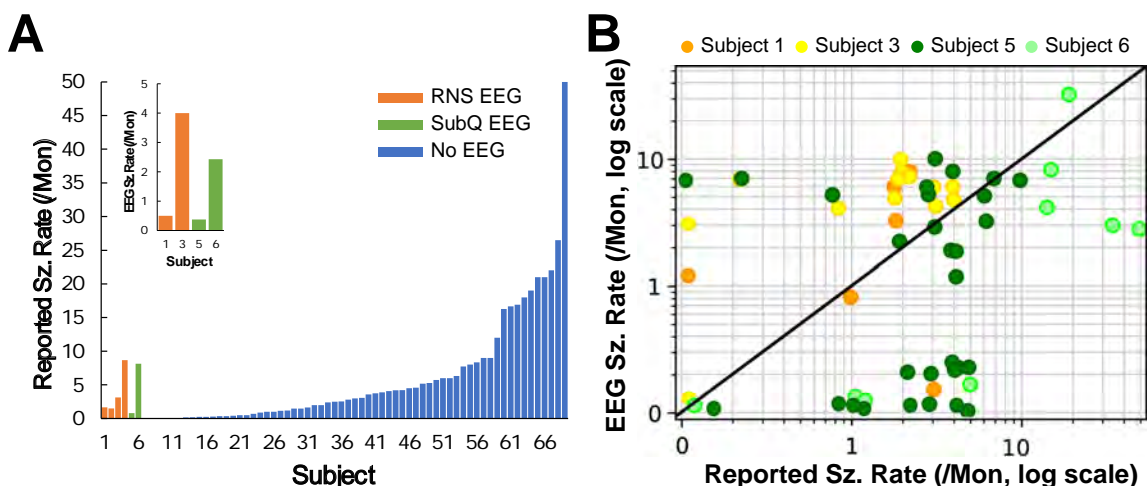 A
Reported Sz. Rate (/Mon)
50
45
40
35
30
25
20
15
10
5
0
1 6 11 16 21 26 31 36 41 46 51 56 61 66
Subject
EEG Sz. Rate(/Mon)
5
4
3
2
1
0
1 3 5 6
Subject
RNS EEG
SubQ EEG
No EEG
B
Subject 1 Subject 3 Subject 5 Subject 6
EEG Sz. Rate (/Mon, log scale)
10
1
0
0 1 10
Reported Sz. Rate (/Mon, log scale)